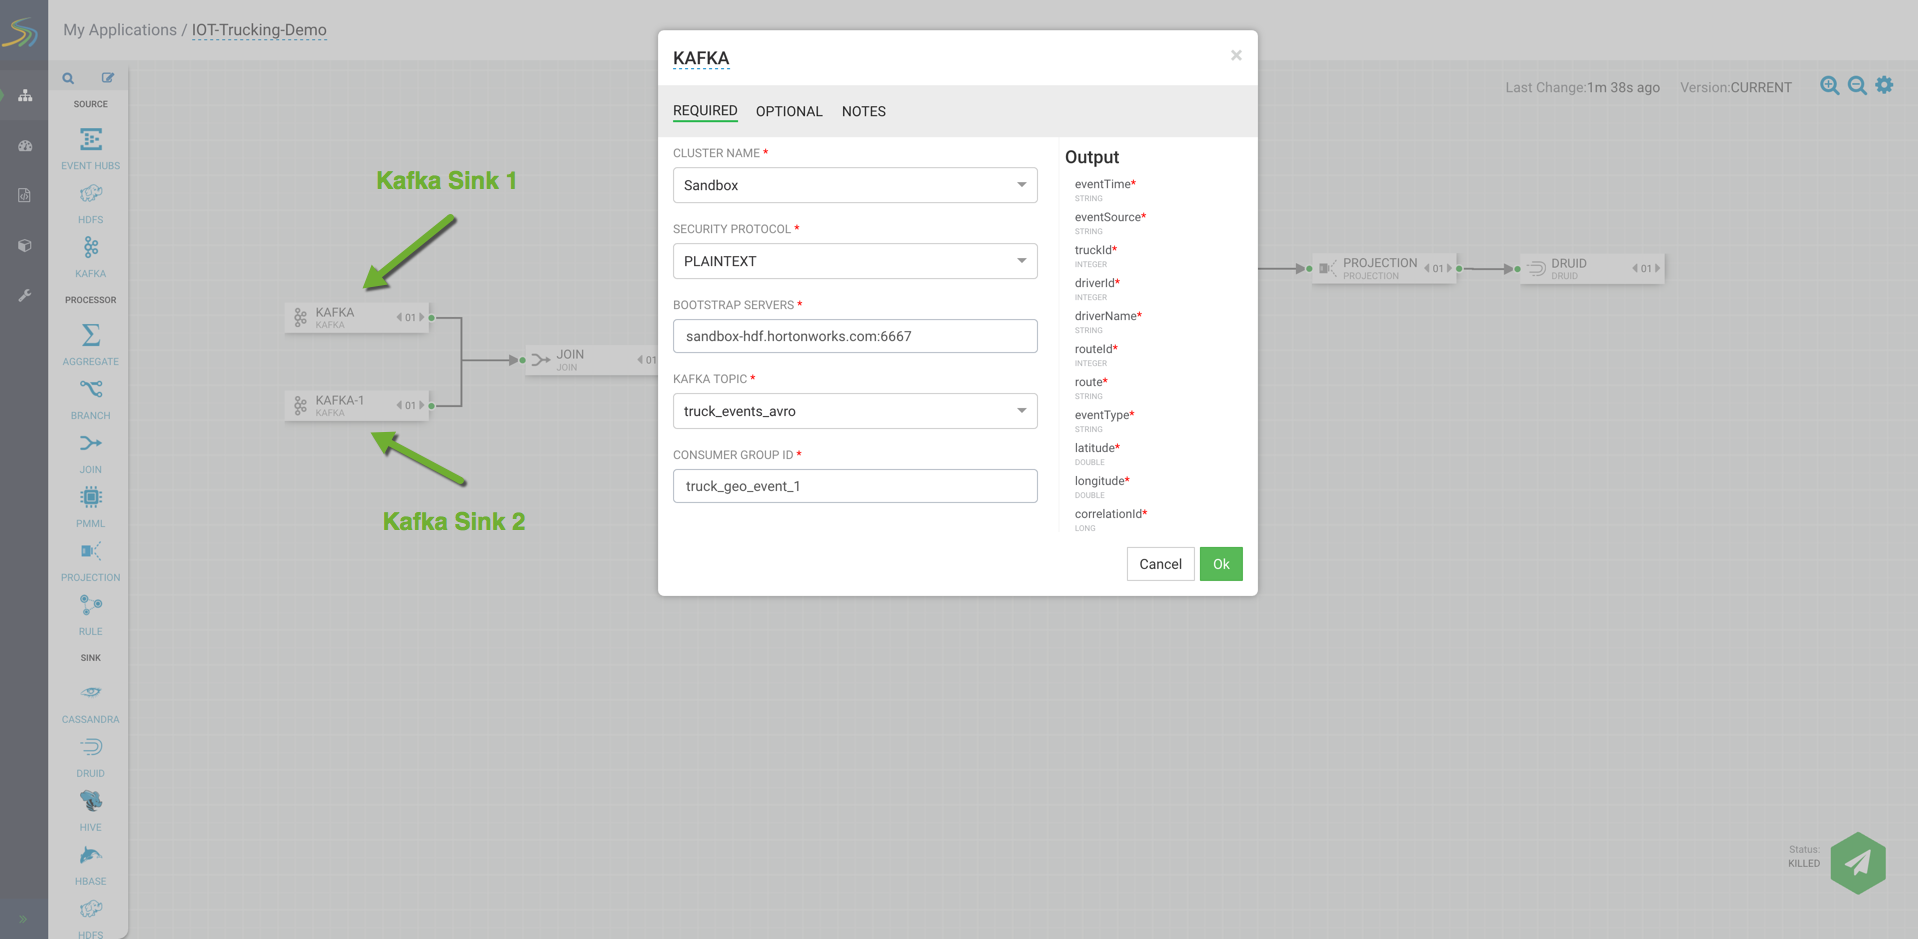 My Applications / IOT-Trucking-Demo
Last Change:1m 38s ago
Version:CURRENT
SOURCE
EVENT HUBS
HDFS
KAFKA
PROCESSOR
AGGREGATE
BRANCH
JOIN
PMML
PROJECTION
RULE
SINK
CASSANDRA
DRUID
HIVE
HBASE
HDFS
Kafka Sink 1
KAFKA
KAFKA
01
KAFKA-1
KAFKA
01
Kafka Sink 2
JOIN
JOIN
01
KAFKA
×
REQUIRED
OPTIONAL
NOTES
CLUSTER NAME *
Sandbox
SECURITY PROTOCOL *
PLAINTEXT
BOOTSTRAP SERVERS *
sandbox-hdf.hortonworks.com:6667
KAFKA TOPIC *
truck_events_avro
CONSUMER GROUP ID *
truck_geo_event_1
Output
eventTime*
STRING
eventSource*
STRING
truckId*
INTEGER
driverId*
INTEGER
driverName*
STRING
routeId*
INTEGER
route*
STRING
eventType*
STRING
latitude*
DOUBLE
longitude*
DOUBLE
correlationId*
LONG
Cancel
Ok
PROJECTION
PROJECTION
01
DRUID
DRUID
01
Status:
KILLED